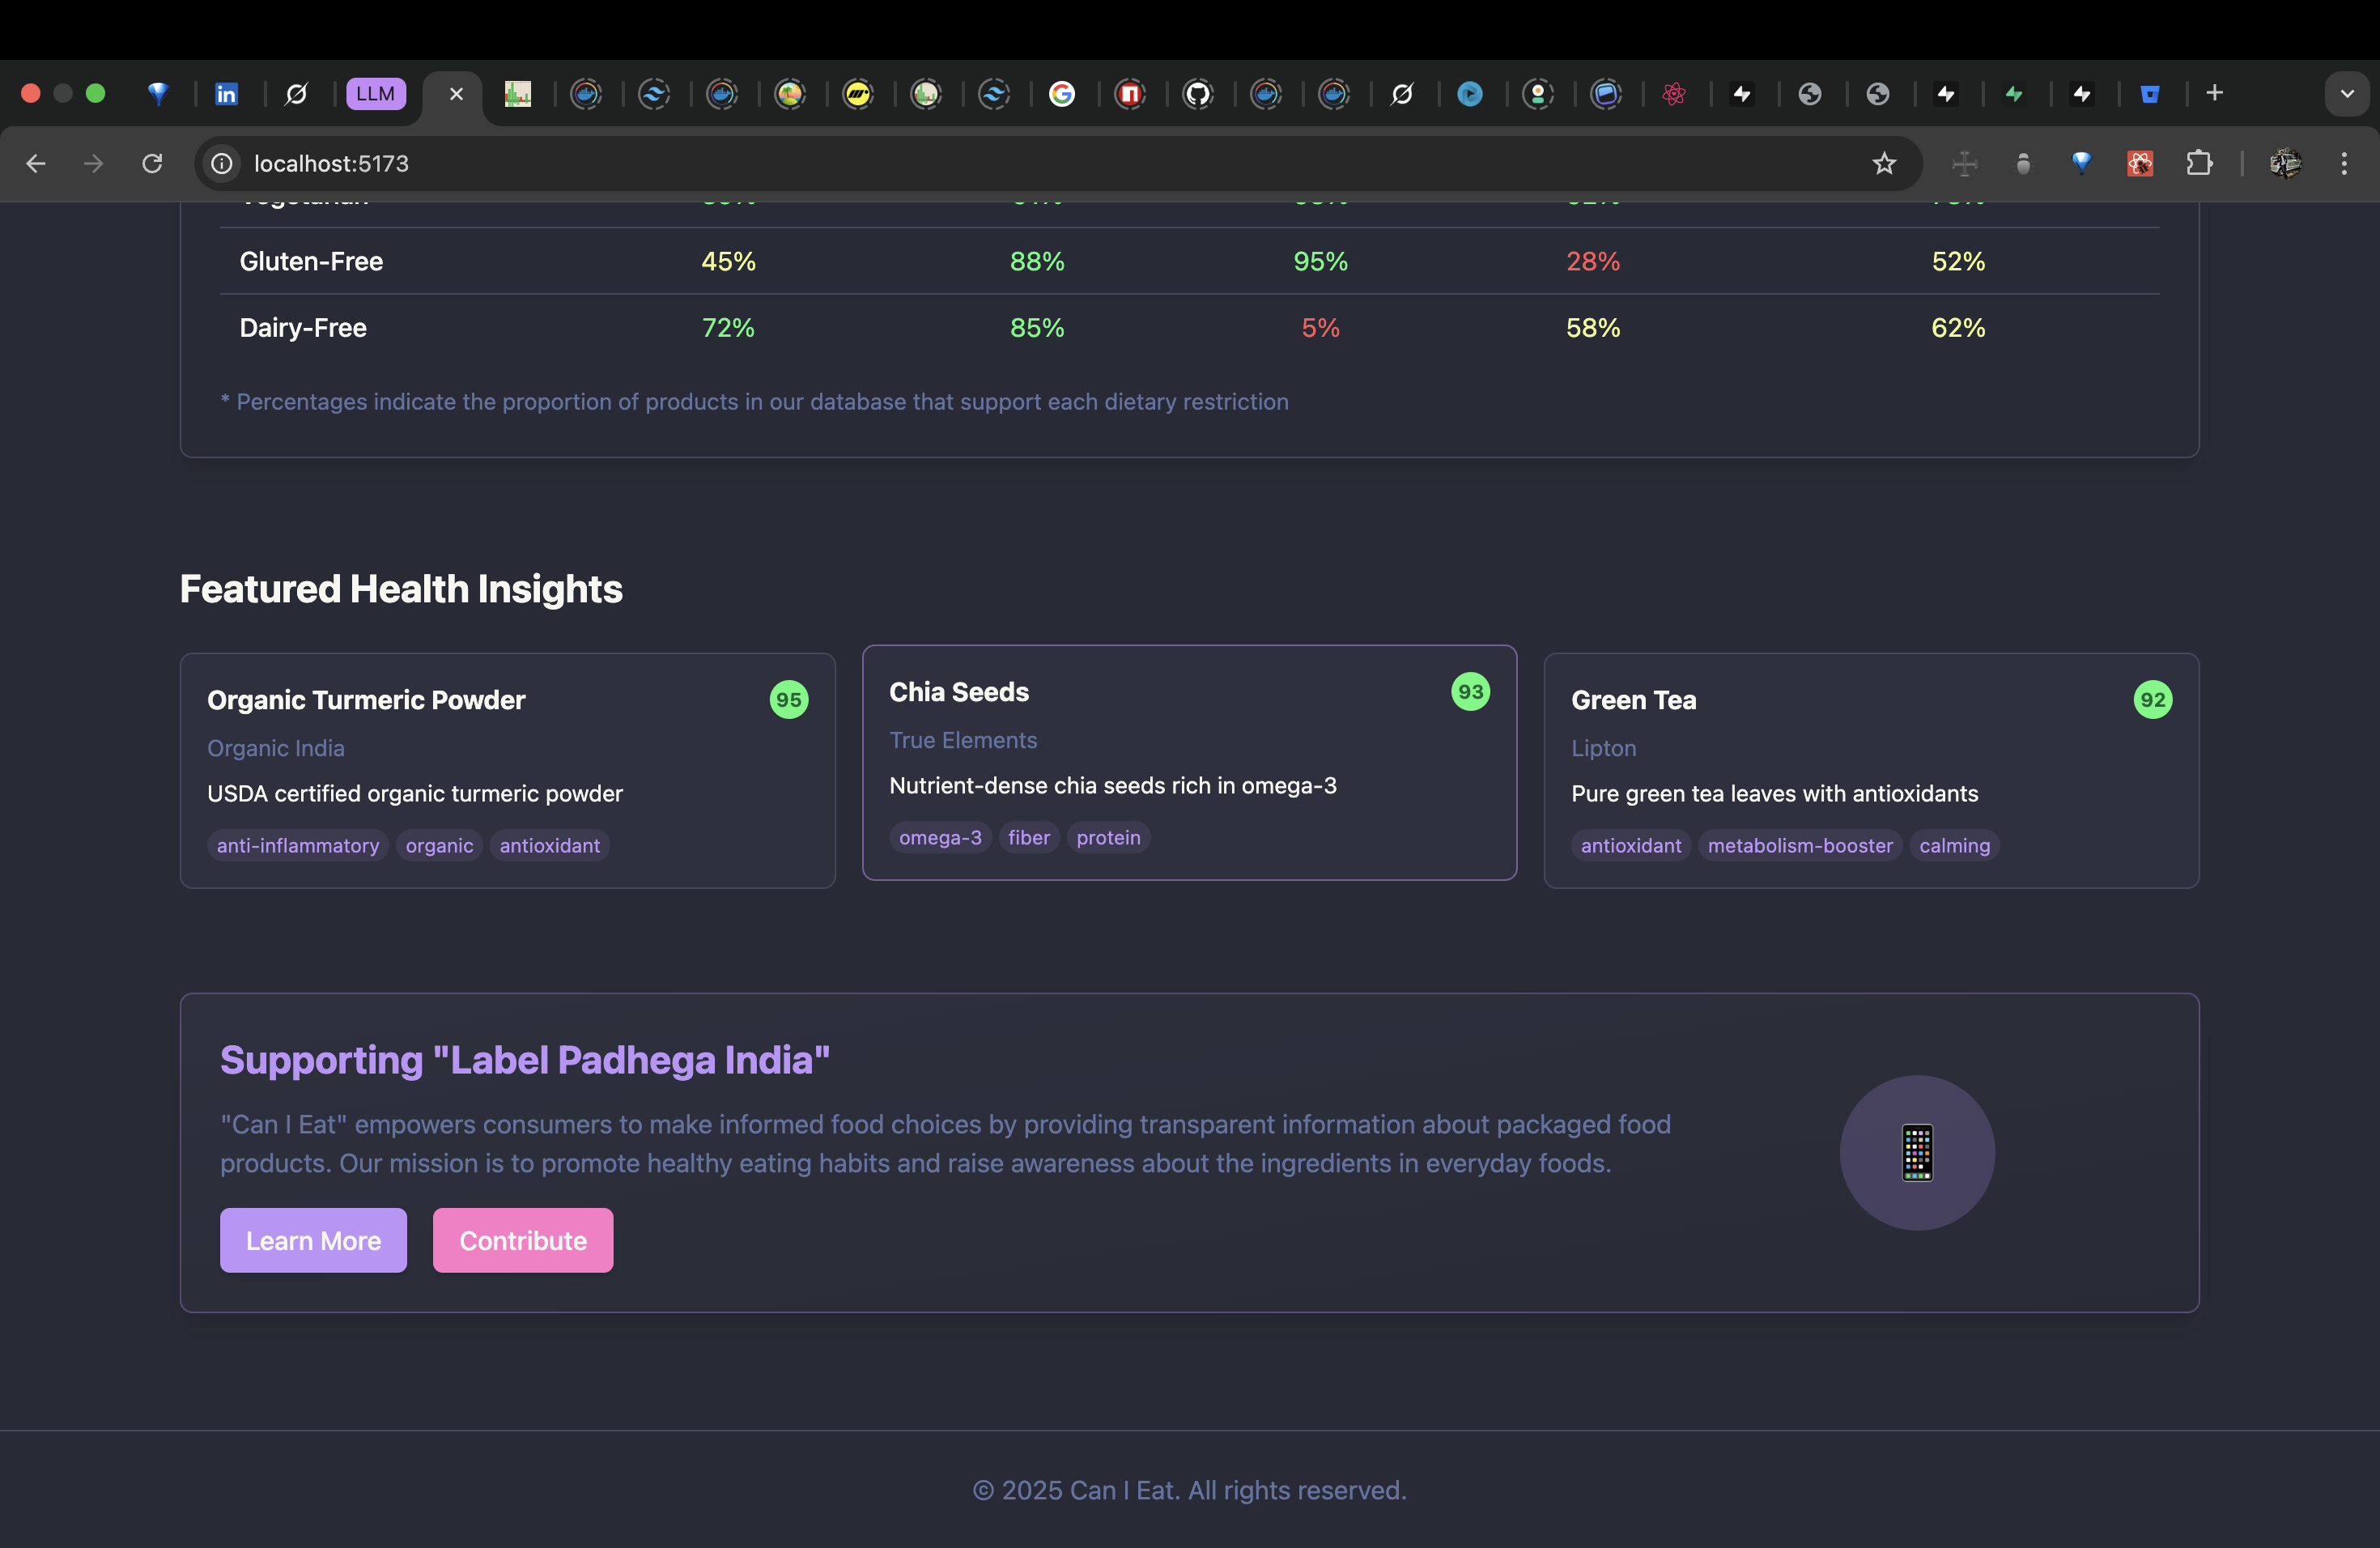 LLM
localhost:5173
Gluten-Free 45% 88% 95% 28% 52%
Dairy-Free 72% 85% 5% 58% 62%
* Percentages indicate the proportion of products in our database that support each dietary restriction
Featured Health Insights
Organic Turmeric Powder 95
Organic India
USDA certified organic turmeric powder
anti-inflammatory organic antioxidant
Chia Seeds 93
True Elements
Nutrient-dense chia seeds rich in omega-3
omega-3 fiber protein
Green Tea 92
Lipton
Pure green tea leaves with antioxidants
antioxidant metabolism-booster calming
Supporting "Label Padhega India"
"Can I Eat" empowers consumers to make informed food choices by providing transparent information about packaged food
products. Our mission is to promote healthy eating habits and raise awareness about the ingredients in everyday foods.
Learn More Contribute
© 2025 Can I Eat. All rights reserved.